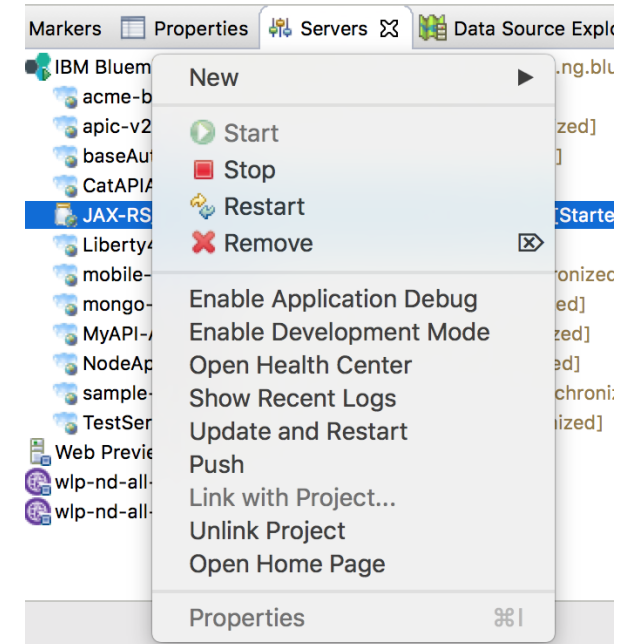 Markers Properties Servers Data Source Explo
IBM Bluem .ng.blu
acme-b
apic-v2 zed]
baseAut ]
CatAPIA
JAX-RS [Starte
Liberty4
mobile- onized
mongo- ed]
MyAPI-A zed]
NodeAp ed]
sample- chroni
TestSer ized]
Web Previe
wlp-nd-all-
wlp-nd-all-
New
Start
Stop
Restart
Remove
Enable Application Debug
Enable Development Mode
Open Health Center
Show Recent Logs
Update and Restart
Push
Link with Project...
Unlink Project
Open Home Page
Properties ⌘I